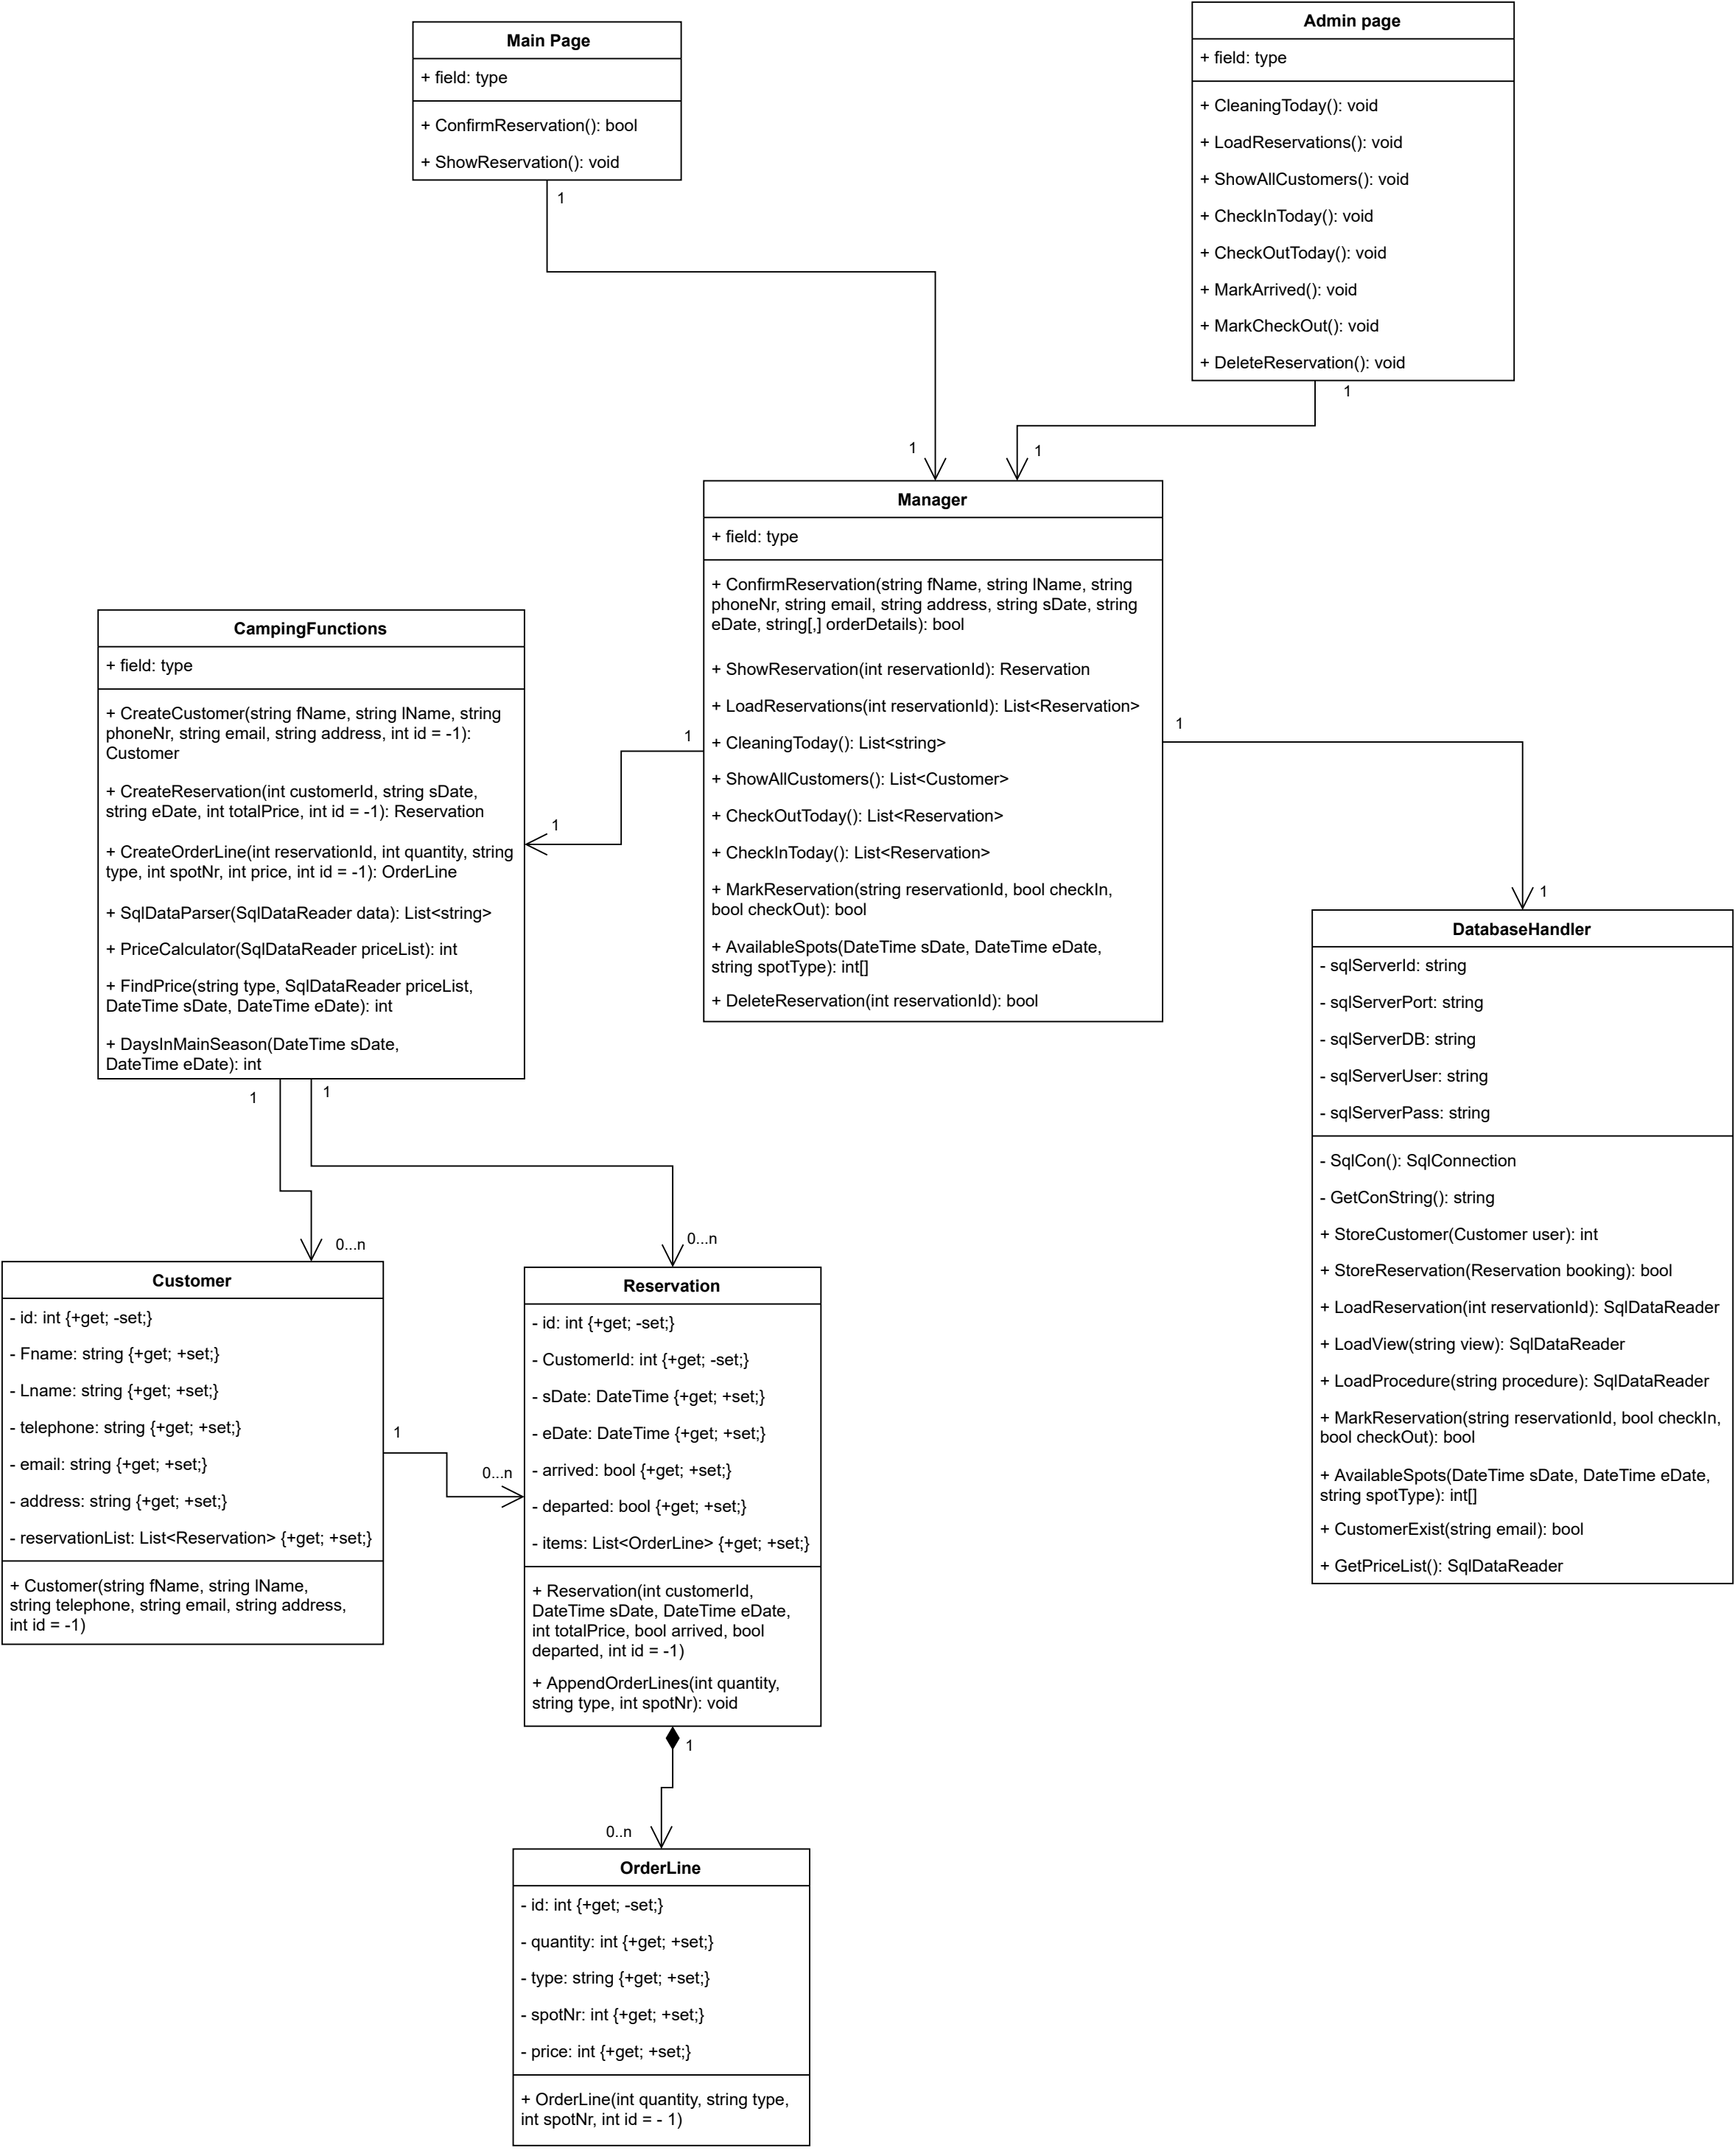 Main Page
+ field: type
+ ConfirmReservation(): bool
+ ShowReservation(): void
1
Admin page
+ field: type
+ CleaningToday(): void
+ LoadReservations(): void
+ ShowAllCustomers(): void
+ CheckInToday(): void
+ CheckOutToday(): void
+ MarkArrived(): void
+ MarkCheckOut(): void
+ DeleteReservation(): void
1
1
1
Manager
+ field: type
+ ConfirmReservation(string fName, string lName, string
phoneNr, string email, string address, string sDate, string
eDate, string[,] orderDetails): bool
+ ShowReservation(int reservationId): Reservation
+ LoadReservations(int reservationId): List<Reservation>
+ CleaningToday(): List<string>
+ ShowAllCustomers(): List<Customer>
+ CheckOutToday(): List<Reservation>
+ CheckInToday(): List<Reservation>
+ MarkReservation(string reservationId, bool checkIn,
bool checkOut): bool
+ AvailableSpots(DateTime sDate, DateTime eDate,
string spotType): int[]
+ DeleteReservation(int reservationId): bool
1
1
1
1
CampingFunctions
+ field: type
+ CreateCustomer(string fName, string lName, string
phoneNr, string email, string address, int id = -1):
Customer
+ CreateReservation(int customerId, string sDate,
string eDate, int totalPrice, int id = -1): Reservation
+ CreateOrderLine(int reservationId, int quantity, string
type, int spotNr, int price, int id = -1): OrderLine
+ SqlDataParser(SqlDataReader data): List<string>
+ PriceCalculator(SqlDataReader priceList): int
+ FindPrice(string type, SqlDataReader priceList,
DateTime sDate, DateTime eDate): int
+ DaysInMainSeason(DateTime sDate,
DateTime eDate): int
1
1
0...n
0...n
DatabaseHandler
- sqlServerId: string
- sqlServerPort: string
- sqlServerDB: string
- sqlServerUser: string
- sqlServerPass: string
- SqlCon(): SqlConnection
- GetConString(): string
+ StoreCustomer(Customer user): int
+ StoreReservation(Reservation booking): bool
+ LoadReservation(int reservationId): SqlDataReader
+ LoadView(string view): SqlDataReader
+ LoadProcedure(string procedure): SqlDataReader
+ MarkReservation(string reservationId, bool checkIn,
bool checkOut): bool
+ AvailableSpots(DateTime sDate, DateTime eDate,
string spotType): int[]
+ CustomerExist(string email): bool
+ GetPriceList(): SqlDataReader
Customer
- id: int {+get; -set;}
- Fname: string {+get; +set;}
- Lname: string {+get; +set;}
- telephone: string {+get; +set;}
- email: string {+get; +set;}
- address: string {+get; +set;}
- reservationList: List<Reservation> {+get; +set;}
+ Customer(string fName, string lName,
string telephone, string email, string address,
int id = -1)
1
0...n
Reservation
- id: int {+get; -set;}
- CustomerId: int {+get; -set;}
- sDate: DateTime {+get; +set;}
- eDate: DateTime {+get; +set;}
- arrived: bool {+get; +set;}
- departed: bool {+get; +set;}
- items: List<OrderLine> {+get; +set;}
+ Reservation(int customerId,
DateTime sDate, DateTime eDate,
int totalPrice, bool arrived, bool
departed, int id = -1)
+ AppendOrderLines(int quantity,
string type, int spotNr): void
1
0..n
OrderLine
- id: int {+get; -set;}
- quantity: int {+get; +set;}
- type: string {+get; +set;}
- spotNr: int {+get; +set;}
- price: int {+get; +set;}
+ OrderLine(int quantity, string type,
int spotNr, int id = - 1)